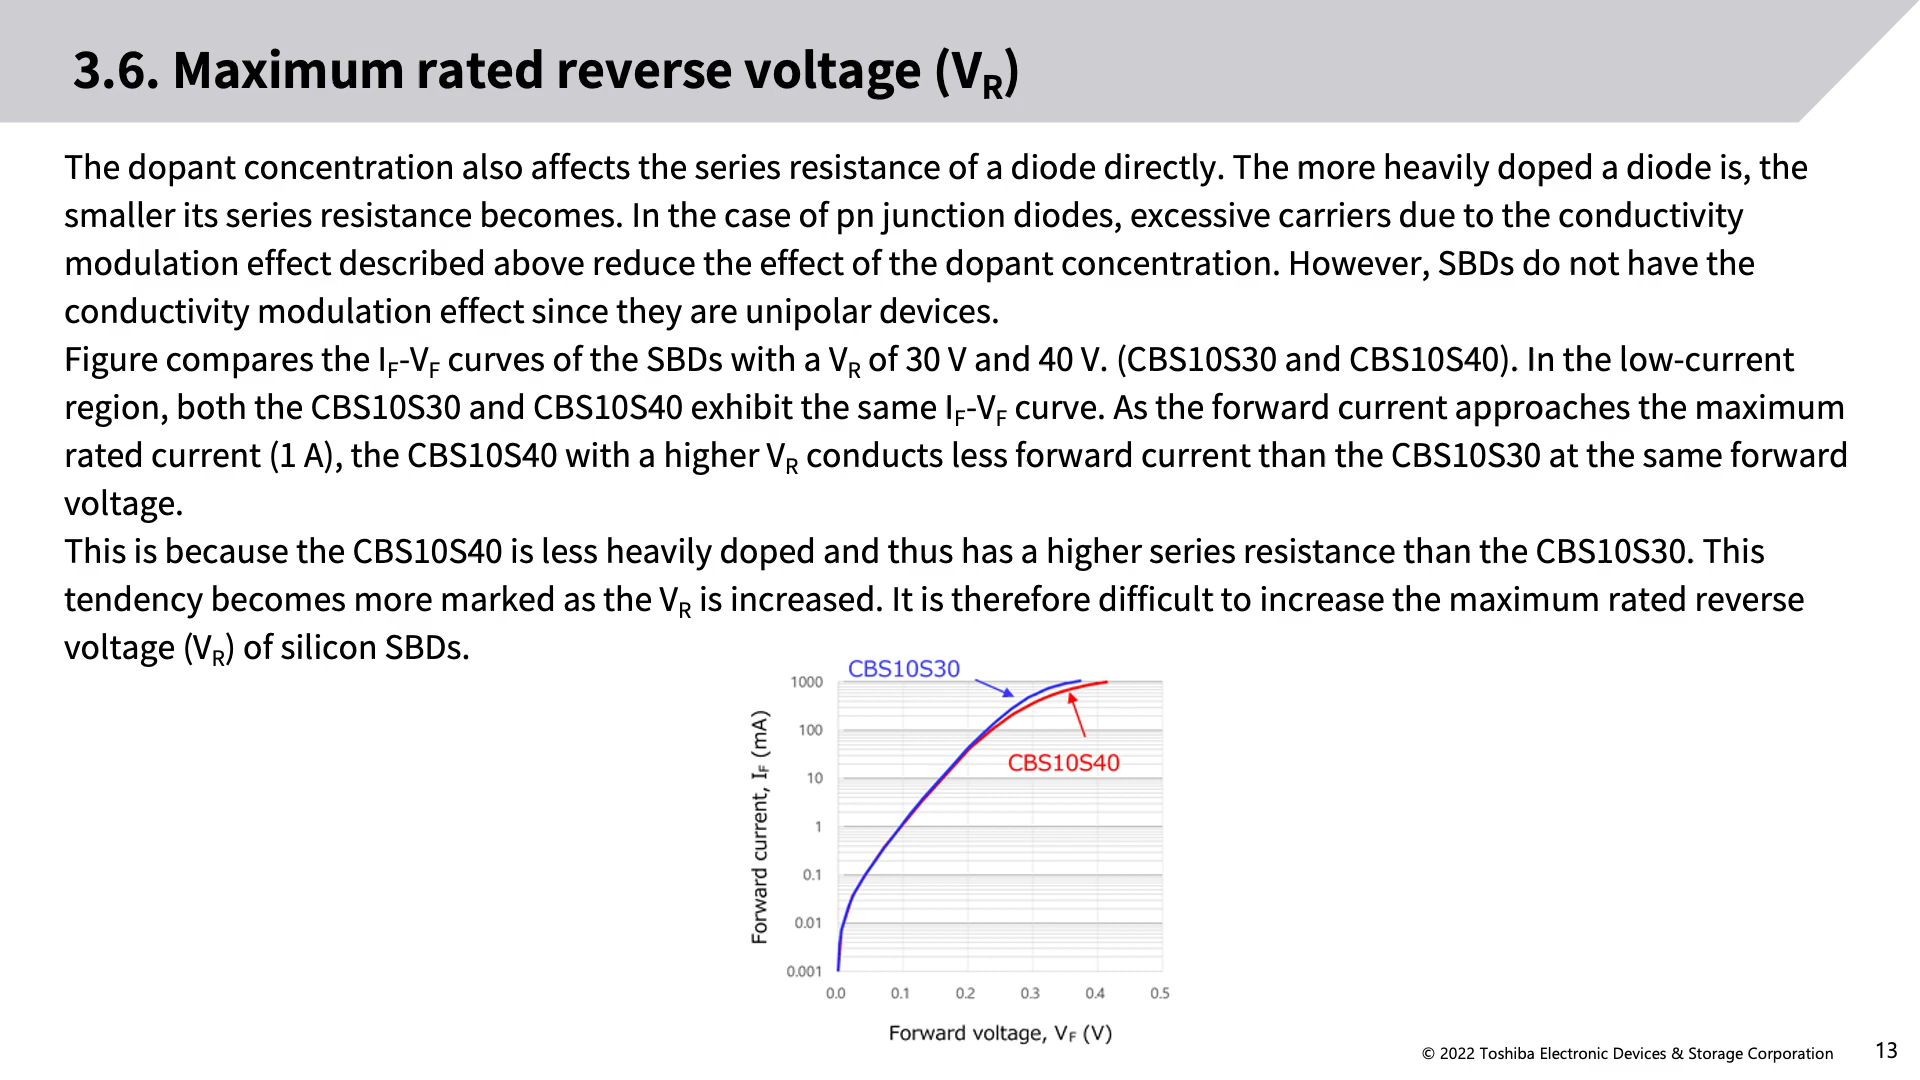 3.6. Maximum rated reverse voltage (VR)
The dopant concentration also affects the series resistance of a diode directly. The more heavily doped a diode is, the
smaller its series resistance becomes. In the case of pn junction diodes, excessive carriers due to the conductivity
modulation effect described above reduce the effect of the dopant concentration. However, SBDs do not have the
conductivity modulation effect since they are unipolar devices.
Figure compares the IF-VF curves of the SBDs with a VR of 30 V and 40 V. (CBS10S30 and CBS10S40). In the low-current
region, both the CBS10S30 and CBS10S40 exhibit the same IF-VF curve. As the forward current approaches the maximum
rated current (1 A), the CBS10S40 with a higher VR conducts less forward current than the CBS10S30 at the same forward
voltage.
This is because the CBS10S40 is less heavily doped and thus has a higher series resistance than the CBS10S30. This
tendency becomes more marked as the VR is increased. It is therefore difficult to increase the maximum rated reverse
voltage (VR) of silicon SBDs.
CBS10S30
CBS10S40
Forward current, IF (mA)
1000
100
10
1
0.1
0.01
0.001
0.0 0.1 0.2 0.3 0.4 0.5
Forward voltage, VF (V)
© 2022 Toshiba Electronic Devices & Storage Corporation 13